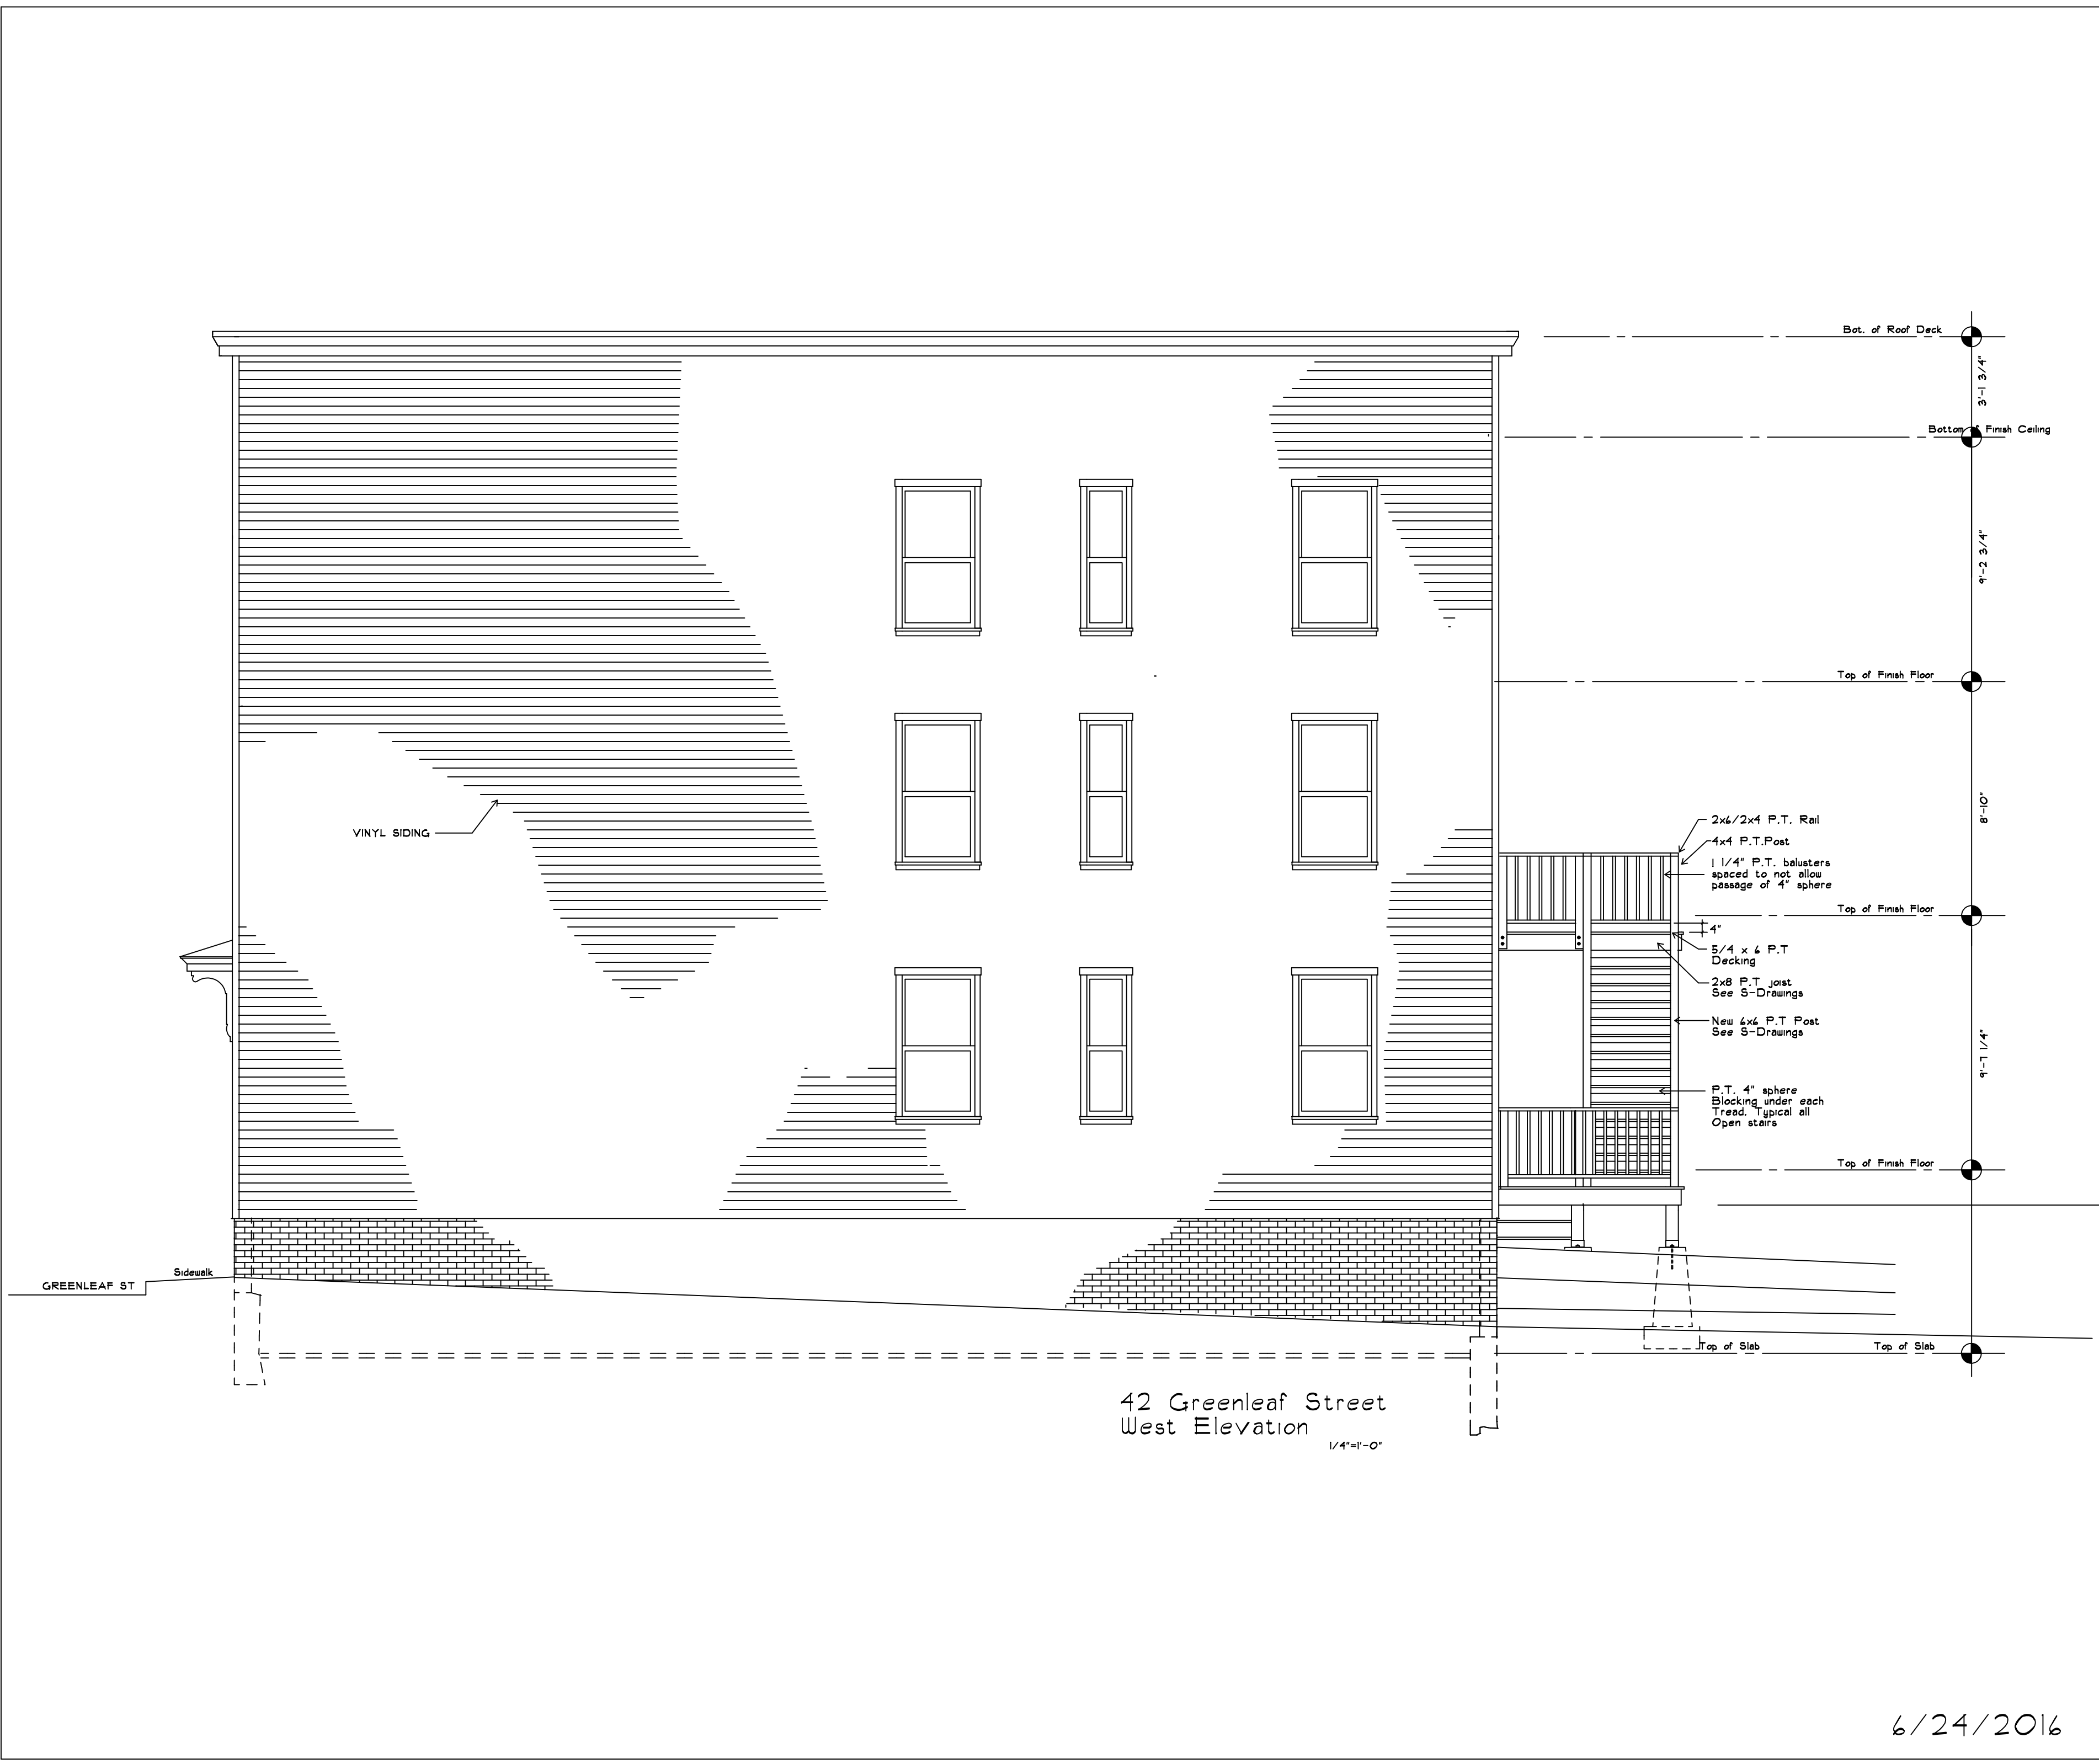 Bot. of Roof Deck
3'-1 3/4"
Bottom of Finish Ceiling
9'-2 3/4"
Top of Finish Floor
8'-10"
VINYL SIDING
2x6/2x4 P.T. Rail
4x4 P.T.Post
1 1/4" P.T. balusters
spaced to not allow
passage of 4" sphere
Top of Finish Floor
4"
5/4 x 6 P.T
Decking
2x8 P.T joist
See S-Drawings
New 6x6 P.T Post
See S-Drawings
9'-7 1/4"
P.T. 4" sphere
Blocking under each
Tread. Typical all
Open stairs
Top of Finish Floor
Sidewalk
GREENLEAF ST
Top of Slab
Top of Slab
42 Greenleaf Street
West Elevation
1/4"=1'-0"
6/24/2016